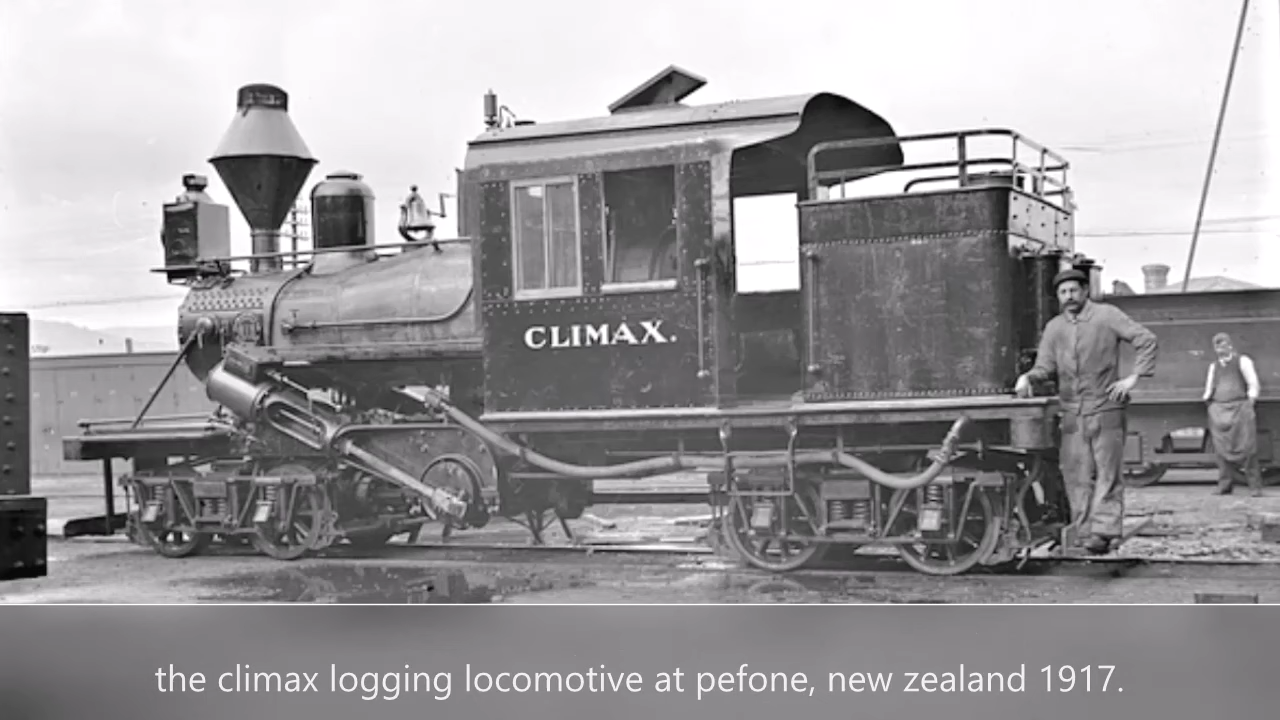 CLIMAX.
the climax logging locomotive at pefone, new zealand 1917.